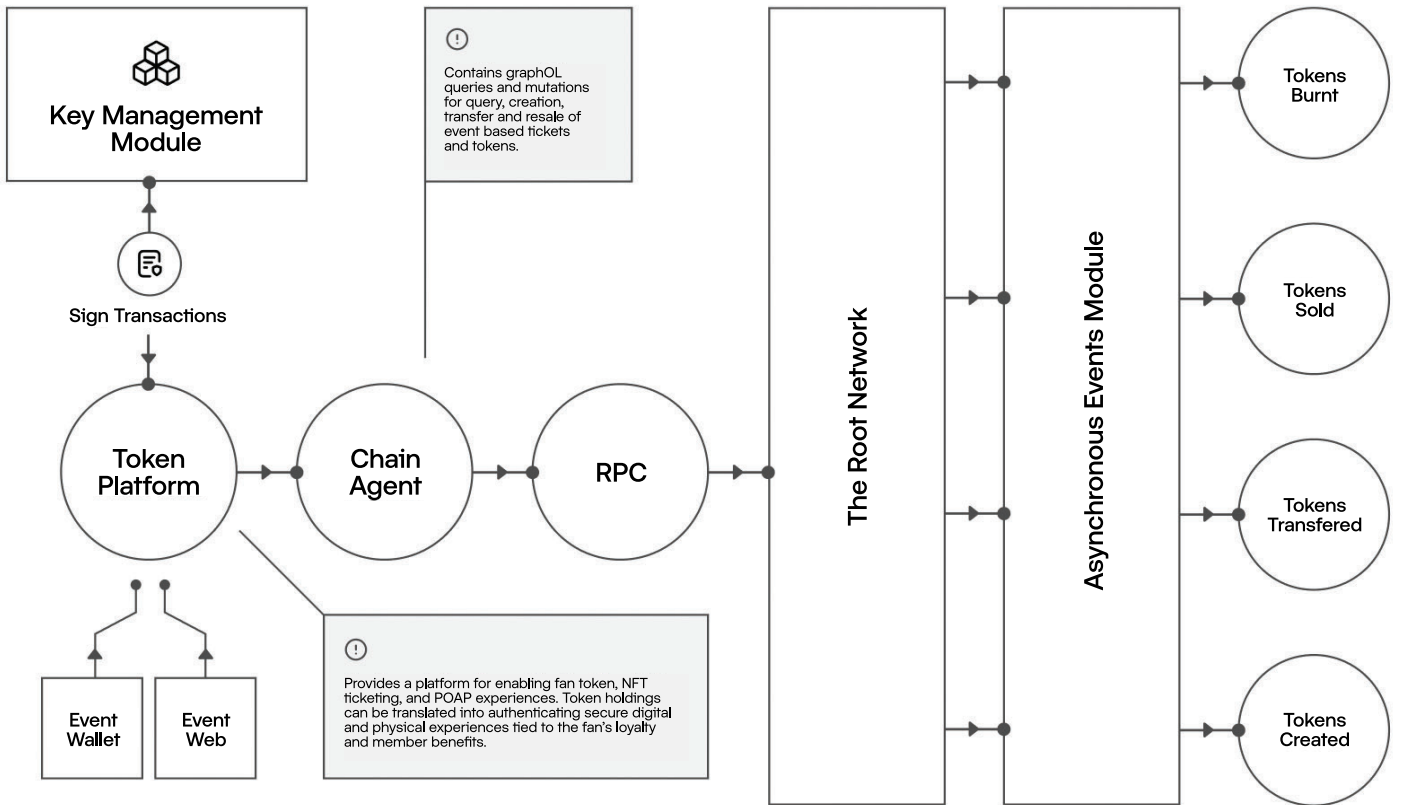 Key Management
Module
Sign Transactions
Contains graphOL
queries and mutations
for query, creation,
transfer and resale of
event based tickets
and tokens.
Token
Platform
Chain
Agent
RPC
The Root Network
Asynchronous Events Module
Tokens
Burnt
Tokens
Sold
Tokens
Transfered
Tokens
Created
Event
Wallet
Event
Web
Provides a platform for enabling fan token, NFT
ticketing, and POAP experiences. Token holdings
can be translated into authenticating secure digital
and physical experiences tied to the fan’s loyalty
and member benefits.